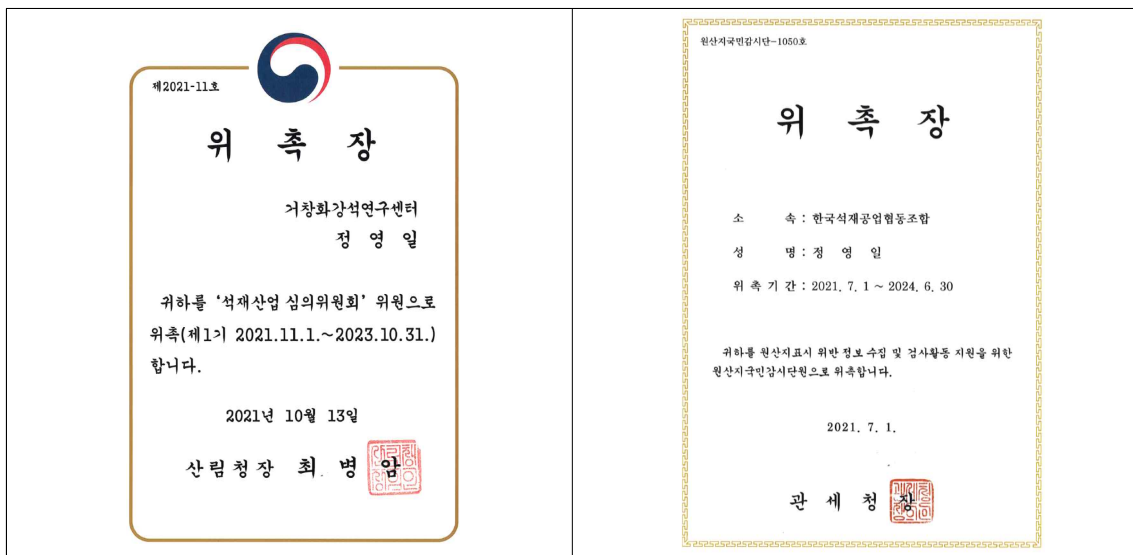 제2021-11호
위 촉 장
거창화강석연구센터
정 영 일
귀하를 '석재산업 심의위원회' 위원으로
위촉(제1기 2021.11.1.~2023.10.31.)
합니다.
2021년 10월 13일
산림청장 최 병 암
원산지국민감시단-1050호
위 촉 장
소 속 : 한국석재공업협동조합
성 명 : 정 영 일
위 촉 기 간 : 2021. 7. 1 ~ 2024. 6. 30
귀하를 원산지표시 위반 정보 수집 및 검사활동 지원을 위한
원산지국민감시단원으로 위촉합니다.
2021. 7. 1.
관 세 청 장